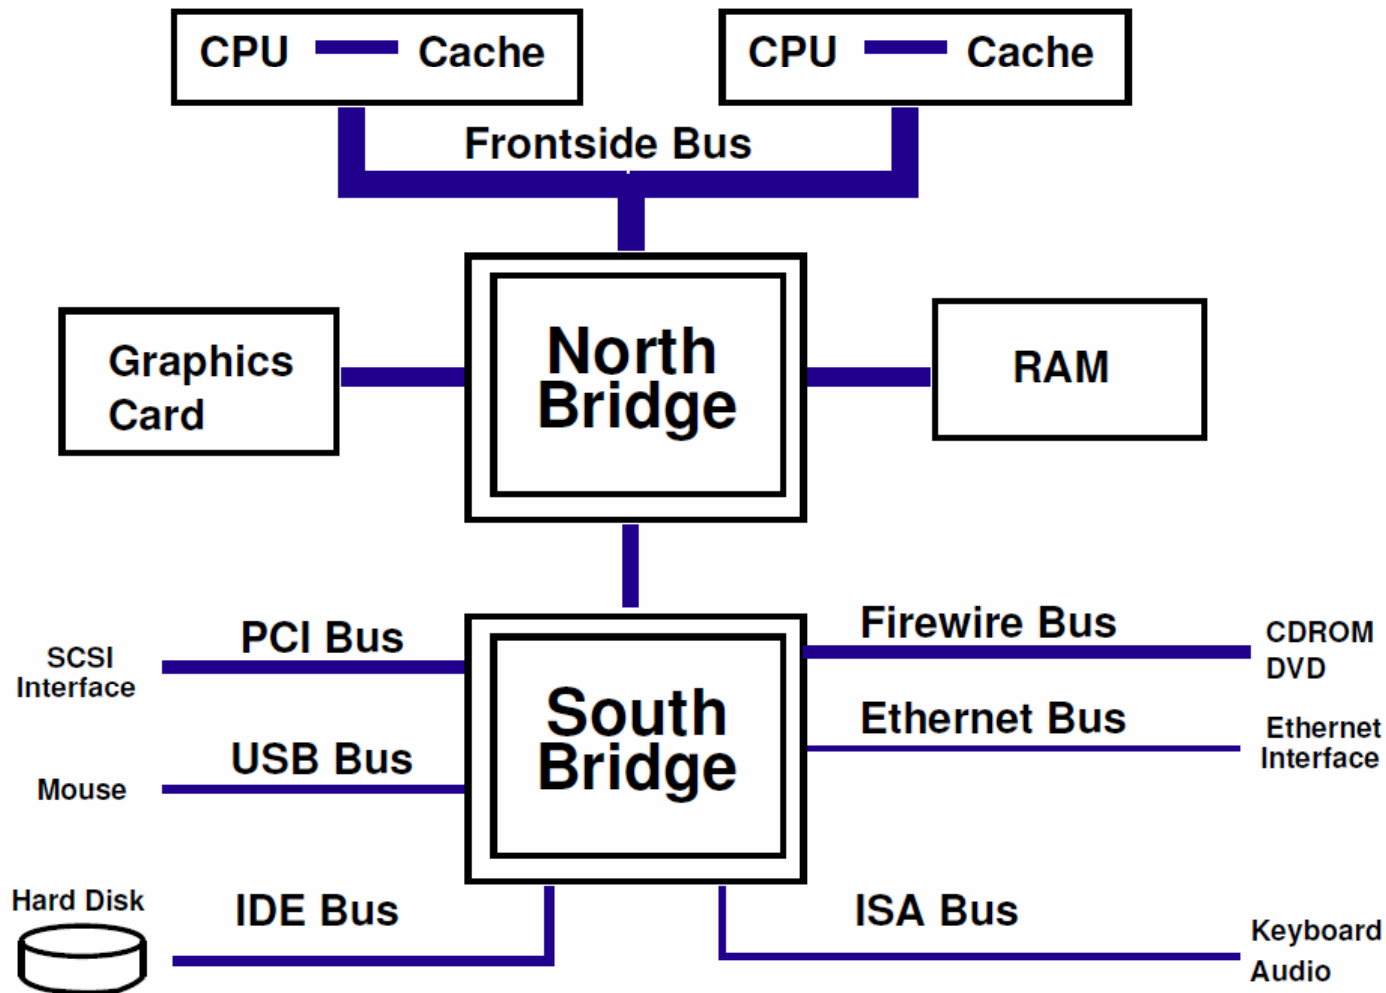 CPU Cache
CPU Cache
Frontside Bus
Graphics
Card
North
Bridge
RAM
PCI Bus
SCSI
Interface
USB Bus
Mouse
Hard Disk
IDE Bus
South
Bridge
Firewire Bus
CDROM
DVD
Ethernet Bus
Ethernet
Interface
ISA Bus
Keyboard
Audio